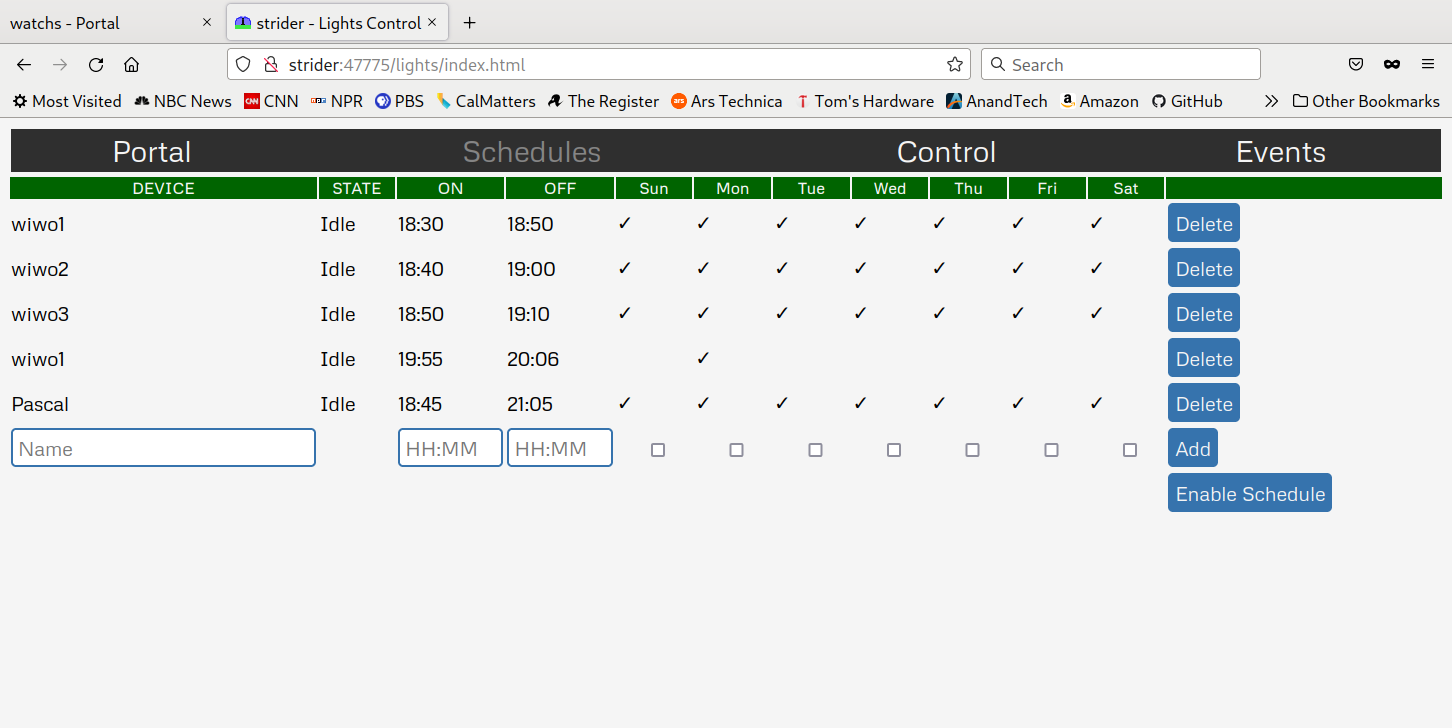 watchs - Portal × strider - Lights Control × +
strider:47775/lights/index.html Search
Most Visited NBC News CNN CNN npr NPR PBS CalMatters The Register ars Ars Technica T Tom's Hardware AnandTech a Amazon GitHub Other Bookmarks
Portal Schedules Control Events
DEVICE STATE ON OFF Sun Mon Tue Wed Thu Fri Sat
wiwo1 Idle 18:30 18:50 ✓ ✓ ✓ ✓ ✓ ✓ ✓ Delete
wiwo2 Idle 18:40 19:00 ✓ ✓ ✓ ✓ ✓ ✓ ✓ Delete
wiwo3 Idle 18:50 19:10 ✓ ✓ ✓ ✓ ✓ ✓ ✓ Delete
wiwo1 Idle 19:55 20:06 ✓ Delete
Pascal Idle 18:45 21:05 ✓ ✓ ✓ ✓ ✓ ✓ ✓ Delete
Name HH:MM HH:MM Add
Enable Schedule